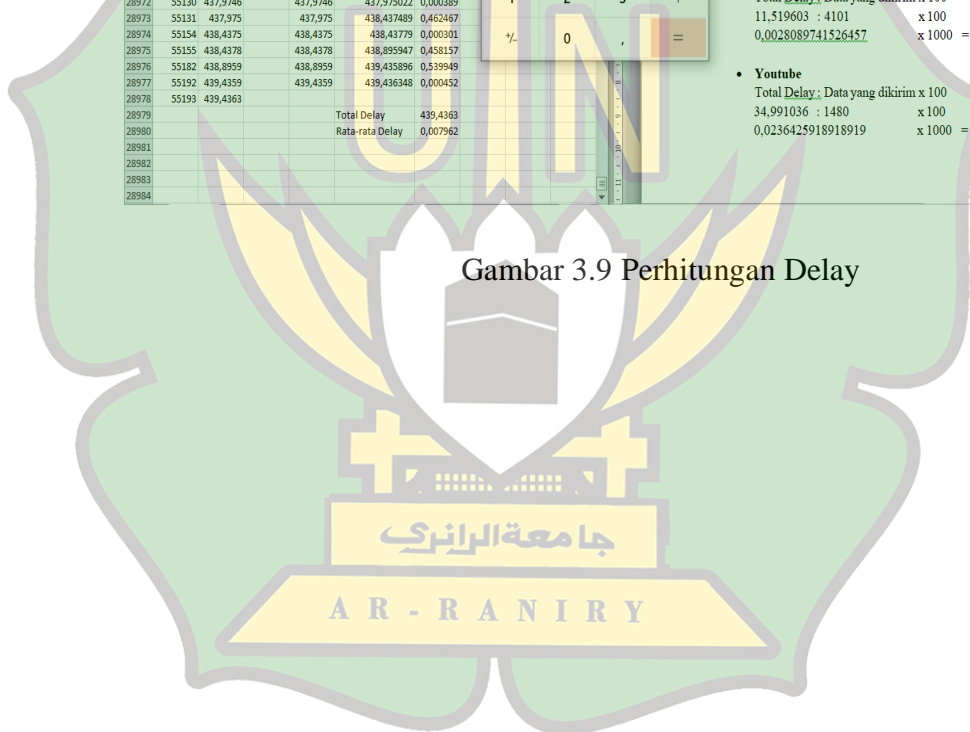 28972 55130 437,9746 437,9746 437,975022 0,000389
28973 55131 437,975 437,975 438,437489 0,462467
28974 55154 438,4375 438,4375 438,43779 0,000301
28975 55155 438,4378 438,4378 438,895947 0,458157
28976 55182 438,8959 438,8959 439,435896 0,539949
28977 55192 439,4359 439,4359 439,436348 0,000452
28978 55193 439,4363
28979 Total Delay 439,4363
28980 Rata-rata Delay 0,007962
28981
28982
28983
28984
+/- 0 , =
11,519603 : 4101 x 100
0,0028089741526457 x 1000 =
• Youtube
Total Delay : Data yang dikirim x 100
34,991036 : 1480 x 100
0,0236425918918919 x 1000 =
UIN
Gambar 3.9 Perhitungan Delay
جامعة الرانري
AR-RANIRY